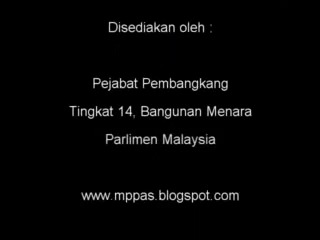 Disediakan oleh :
Pejabat Pembangkang
Tingkat 14, Bangunan Menara
Parlimen Malaysia
www.mppas.blogspot.com